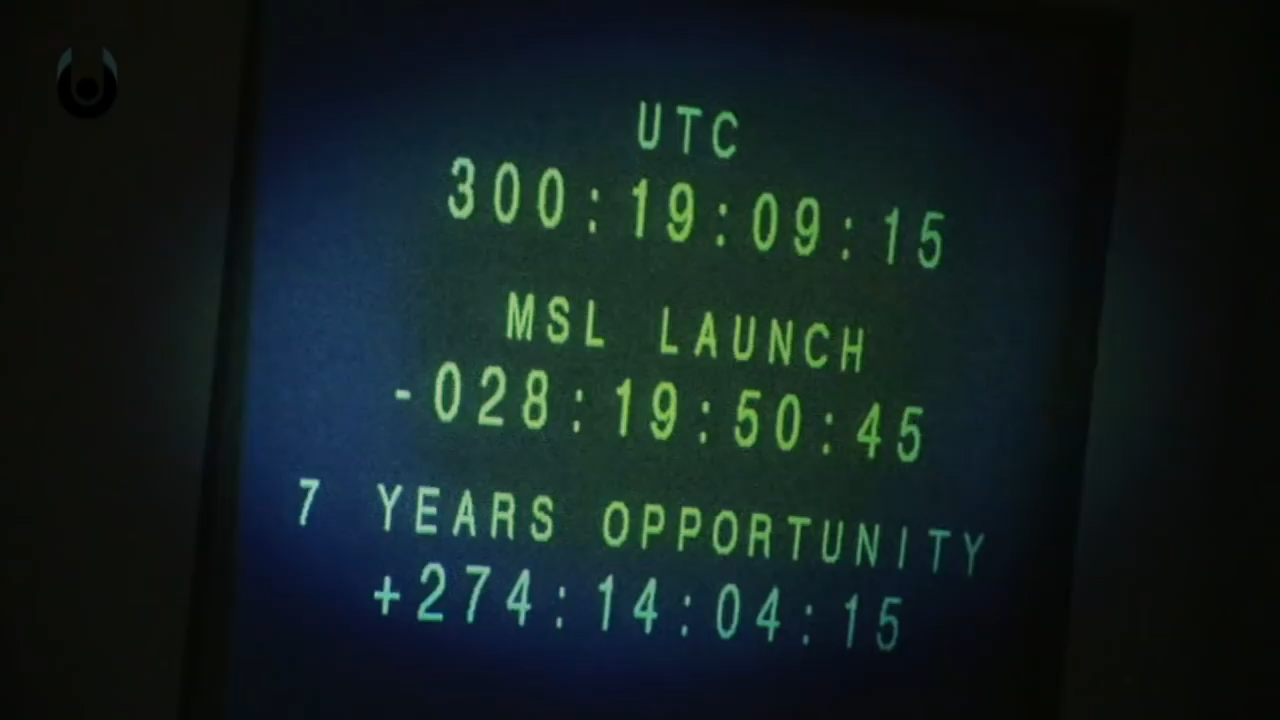 UTC
300:19:09:15
MSL LAUNCH
-028:19:50:45
7 YEARS OPPORTUNITY
+274:14:04:15